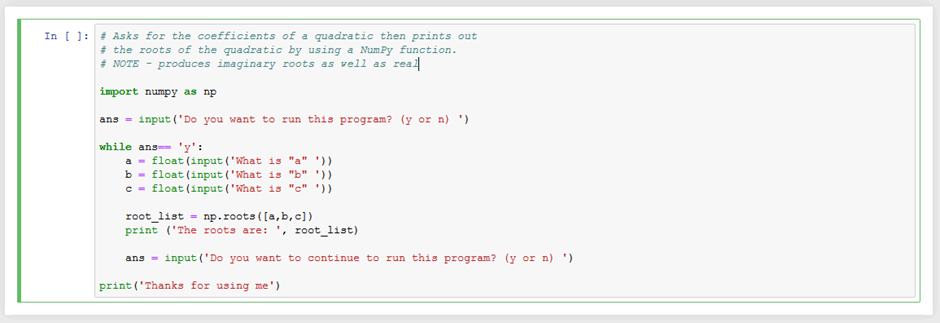 In [ ]: # Asks for the coefficients of a quadratic then prints out
# the roots of the quadratic by using a NumPy function.
# NOTE - produces imaginary roots as well as real
import numpy as np
ans = input('Do you want to run this program? (y or n) ')
while ans== 'y':
    a = float(input('What is "a" '))
    b = float(input('What is "b" '))
    c = float(input('What is "c" '))
    root_list = np.roots([a,b,c])
    print ('The roots are: ', root_list)
    ans = input('Do you want to continue to run this program? (y or n) ')
print('Thanks for using me')